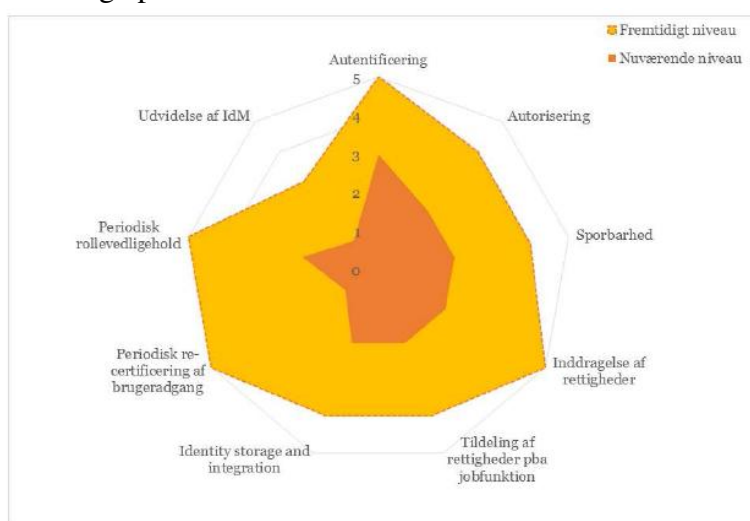 Fremtidigt niveau
Nuværende niveau
Autentificering
Autorisering
Sporbarhed
Inddragelse af
rettigheder
Tildeling af
rettigheder pba
jobfunktion
Identity storage and
integration
Periodisk re-
certificering af
brugeradgang
Periodisk
rollevedligehold
Udvidelse af IdM
5
4
3
2
1
0